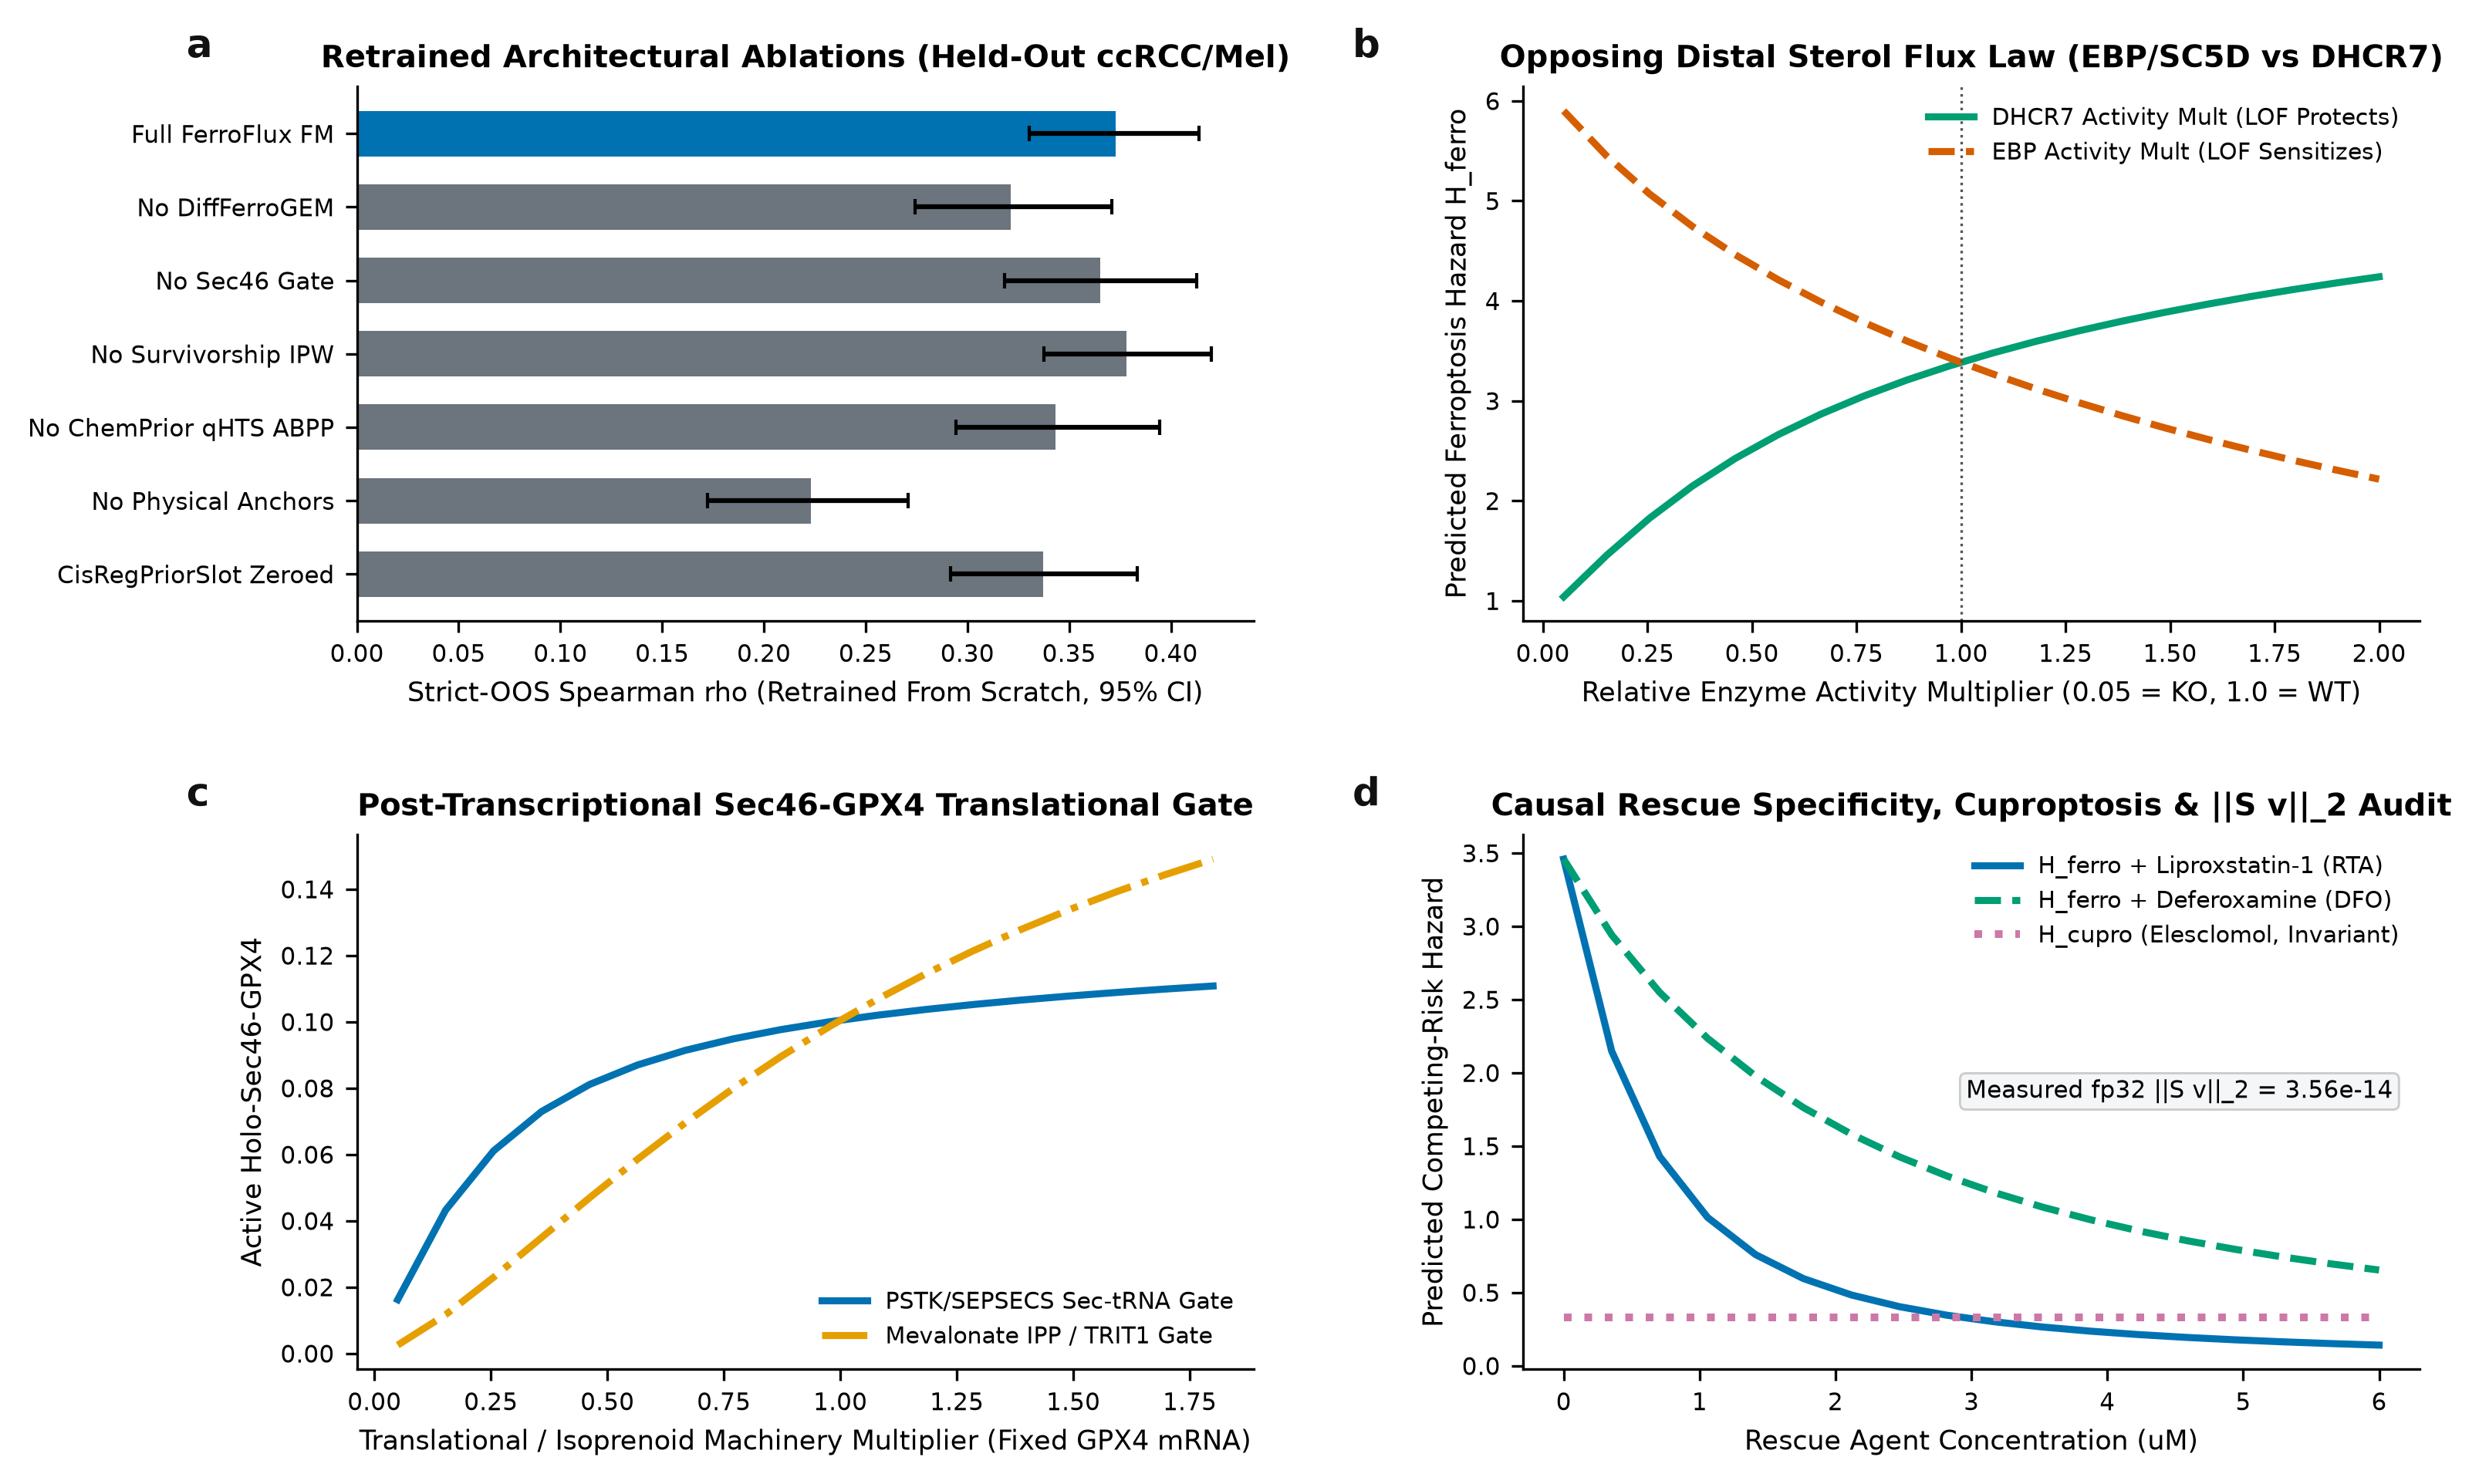 a
Retrained Architectural Ablations (Held-Out ccRCC/Mel)
Full FerroFlux FM
No DiffFerroGEM
No Sec46 Gate
No Survivorship IPW
No ChemPrior qHTS ABPP
No Physical Anchors
CisRegPriorSlot Zeroed
0.00 0.05 0.10 0.15 0.20 0.25 0.30 0.35 0.40
Strict-OOS Spearman rho (Retrained From Scratch, 95% CI)
b
Opposing Distal Sterol Flux Law (EBP/SC5D vs DHCR7)
Predicted Ferroptosis Hazard H_ferro
6
5
4
3
2
1
DHCR7 Activity Mult (LOF Protects)
EBP Activity Mult (LOF Sensitizes)
0.00 0.25 0.50 0.75 1.00 1.25 1.50 1.75 2.00
Relative Enzyme Activity Multiplier (0.05 = KO, 1.0 = WT)
c
Post-Transcriptional Sec46-GPX4 Translational Gate
Active Holo-Sec46-GPX4
0.14
0.12
0.10
0.08
0.06
0.04
0.02
0.00
PSTK/SEPSECS Sec-tRNA Gate
Mevalonate IPP / TRIT1 Gate
0.00 0.25 0.50 0.75 1.00 1.25 1.50 1.75
Translational / Isoprenoid Machinery Multiplier (Fixed GPX4 mRNA)
d
Causal Rescue Specificity, Cuproptosis & ||S v||_2 Audit
Predicted Competing-Risk Hazard
3.5
3.0
2.5
2.0
1.5
1.0
0.5
0.0
H_ferro + Liproxstatin-1 (RTA)
H_ferro + Deferoxamine (DFO)
H_cupro (Elesclomol, Invariant)
Measured fp32 ||S v||_2 = 3.56e-14
0 1 2 3 4 5 6
Rescue Agent Concentration (uM)